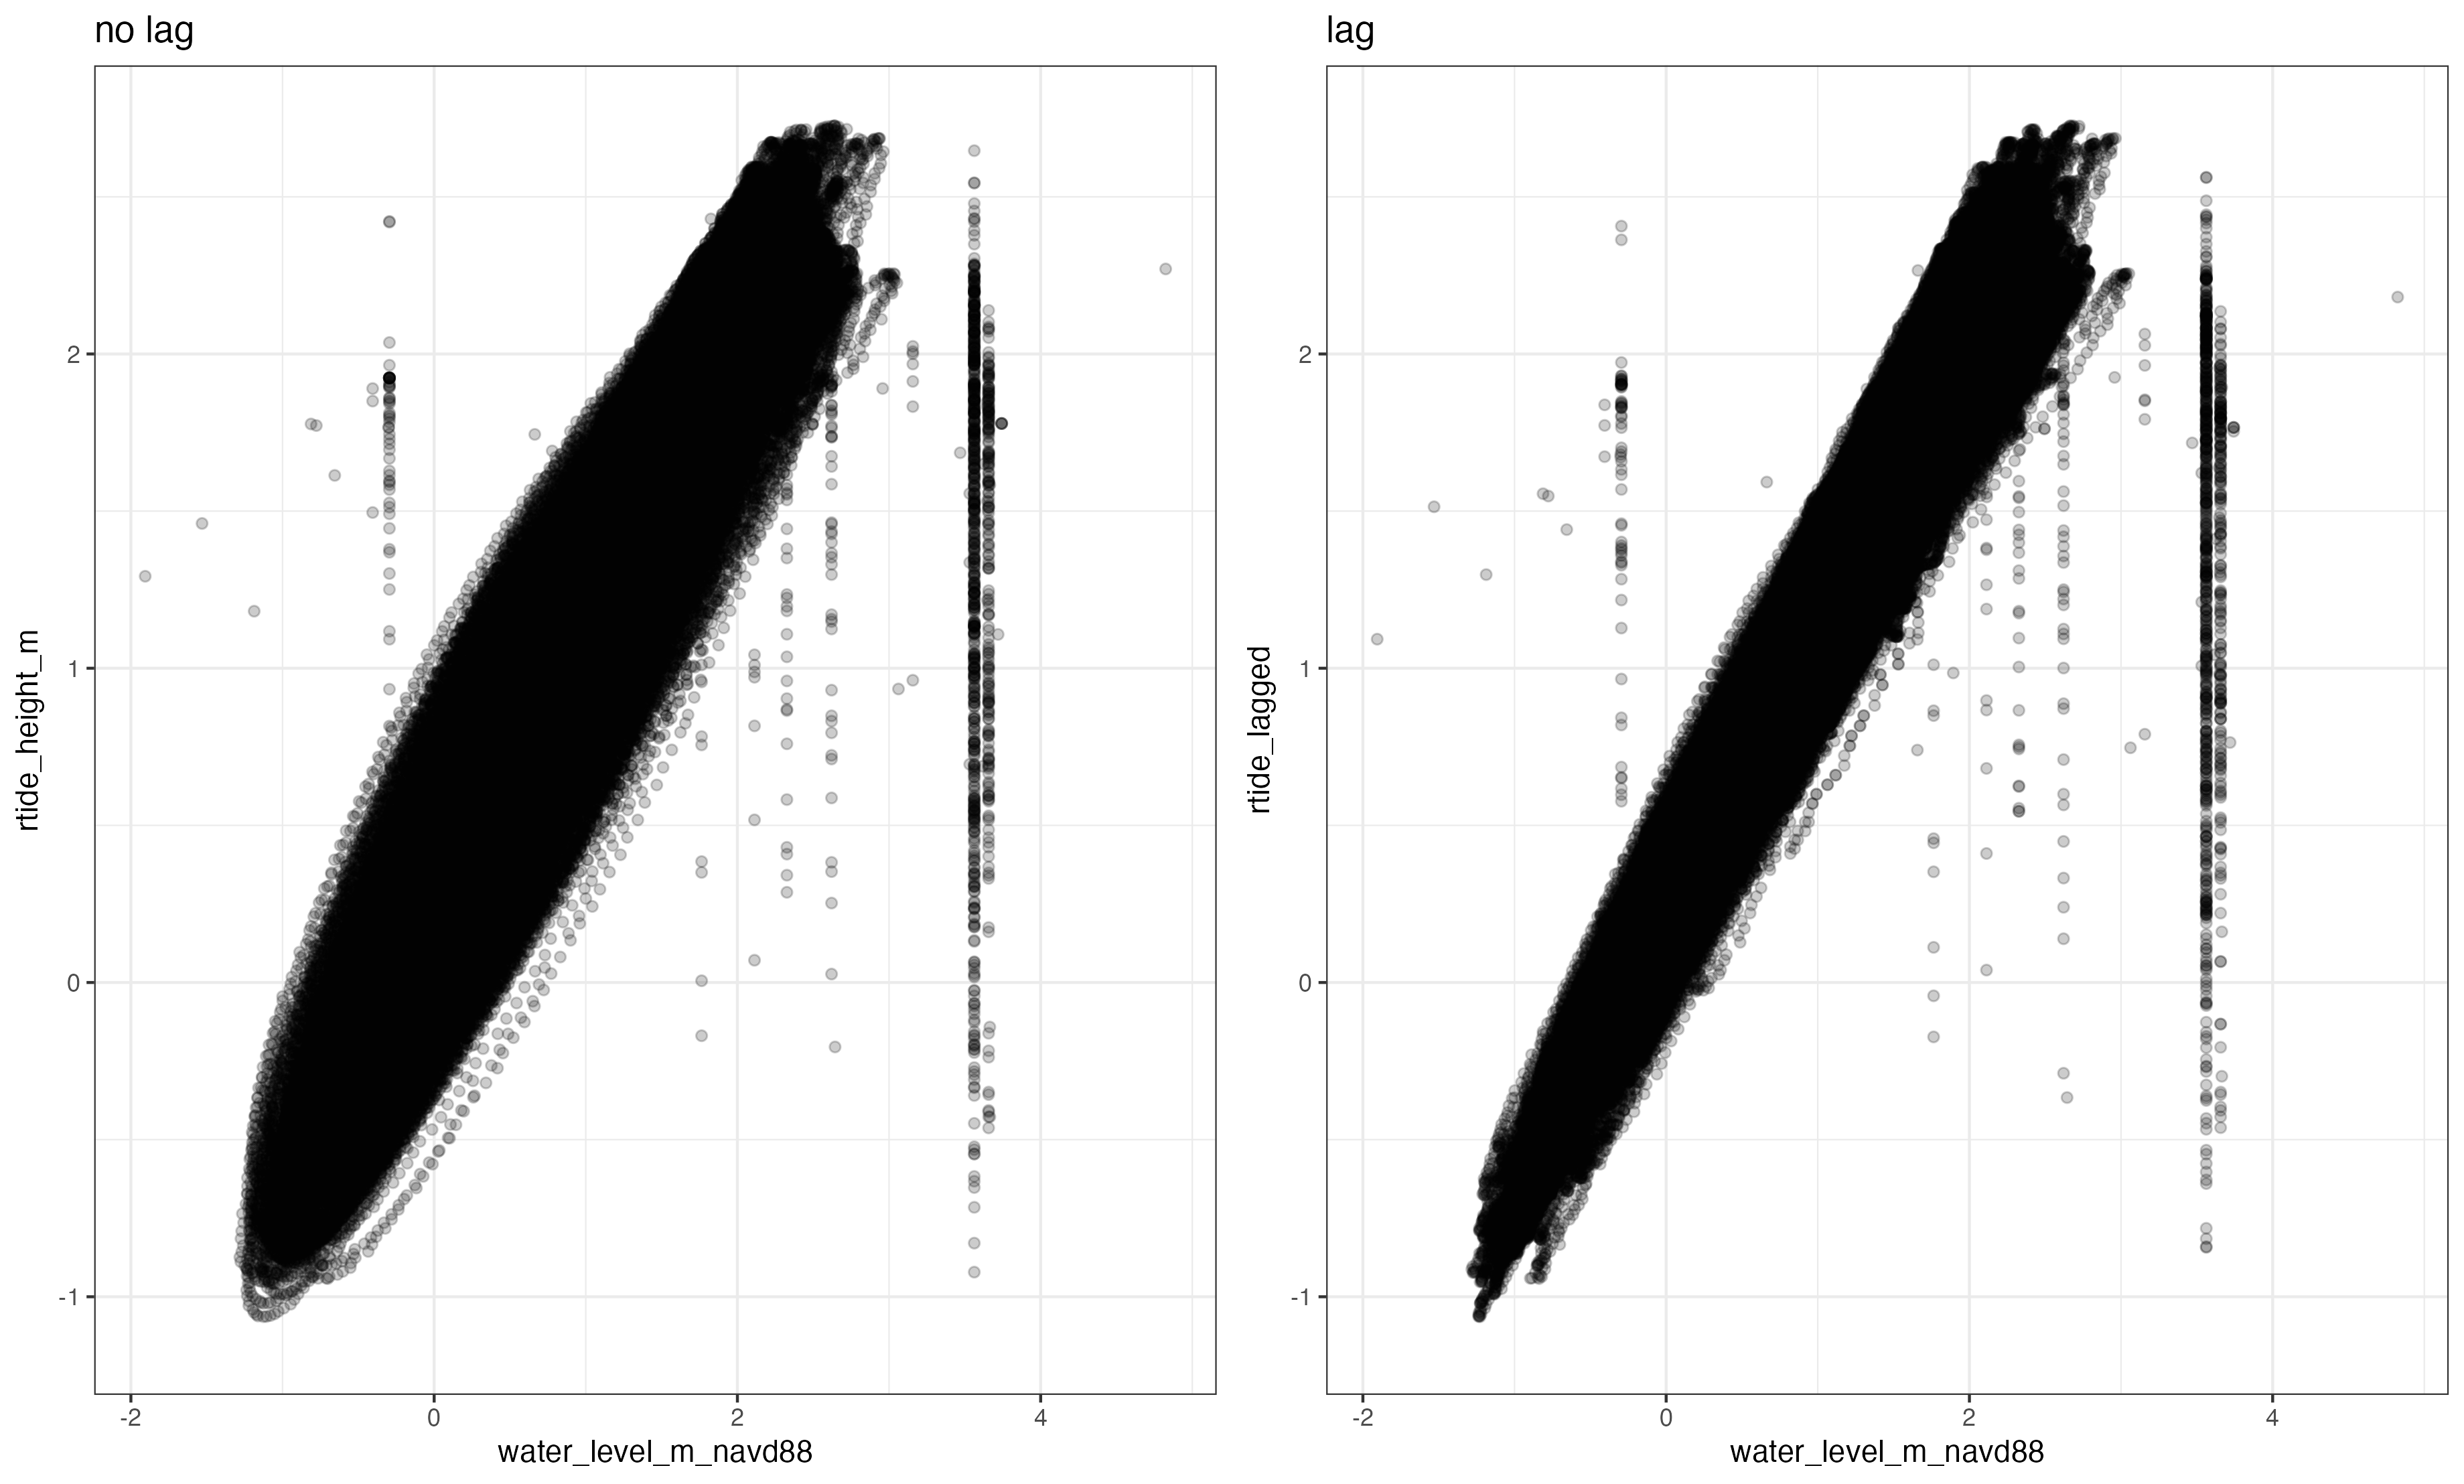 no lag
rtide_height_m
2
1
0
-1
-2 0 2 4
water_level_m_navd88
lag
rtide_lagged
2
1
0
-1
-2 0 2 4
water_level_m_navd88